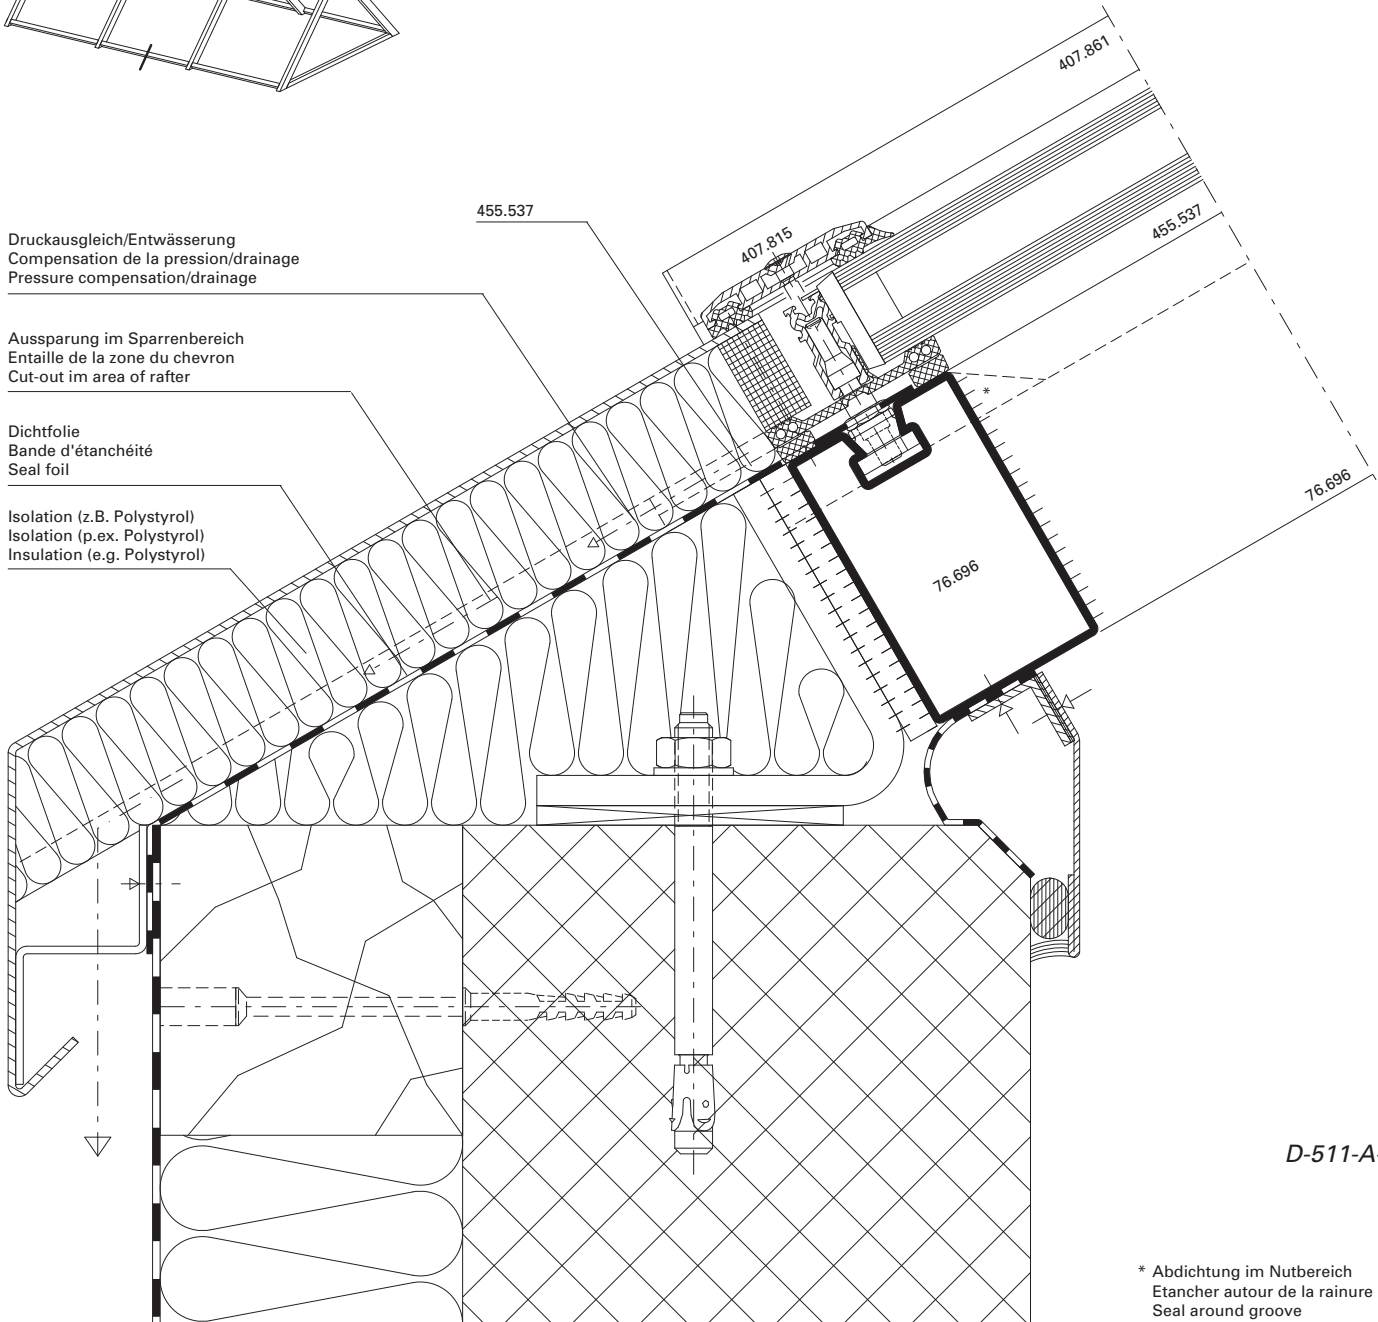 407.861
455.537
407.815
455.537
Druckausgleich/Entwässerung
Compensation de la pression/drainage
Pressure compensation/drainage
Aussparung im Sparrenbereich
Entaille de la zone du chevron
Cut-out im area of rafter
Dichtfolie
Bande d'étanchéité
Seal foil
Isolation (z.B. Polystyrol)
Isolation (p.ex. Polystyrol)
Insulation (e.g. Polystyrol)
*
76.696
76.696
D-511-A-
* Abdichtung im Nutbereich
Etancher autour de la rainure
Seal around groove